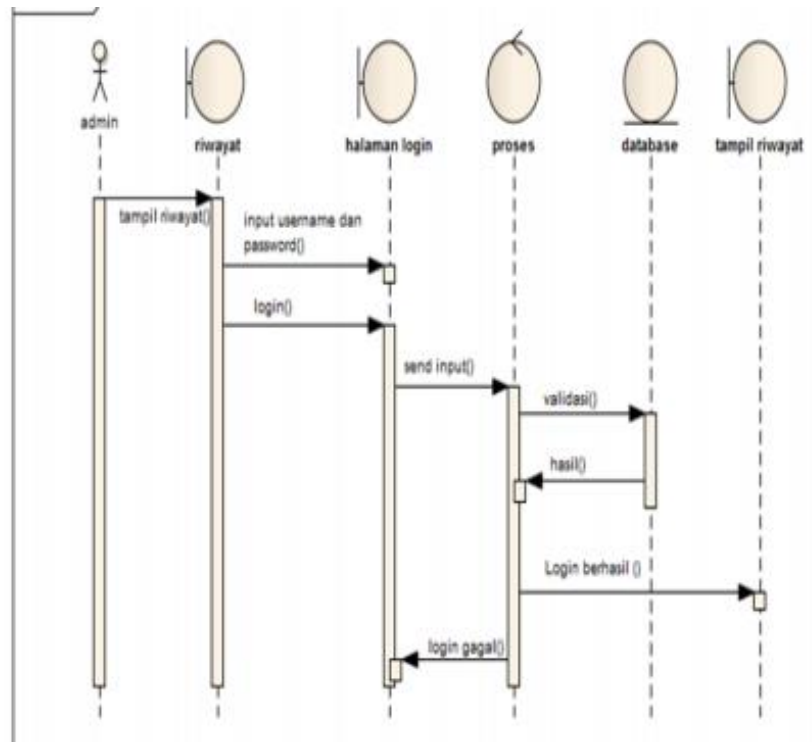 admin
riwayat
halaman login
proses
database
tampil riwayat
tampil riwayat()
input username dan
password()
login()
send input()
validasi()
hasil()
Login berhasil ()
login gagal()